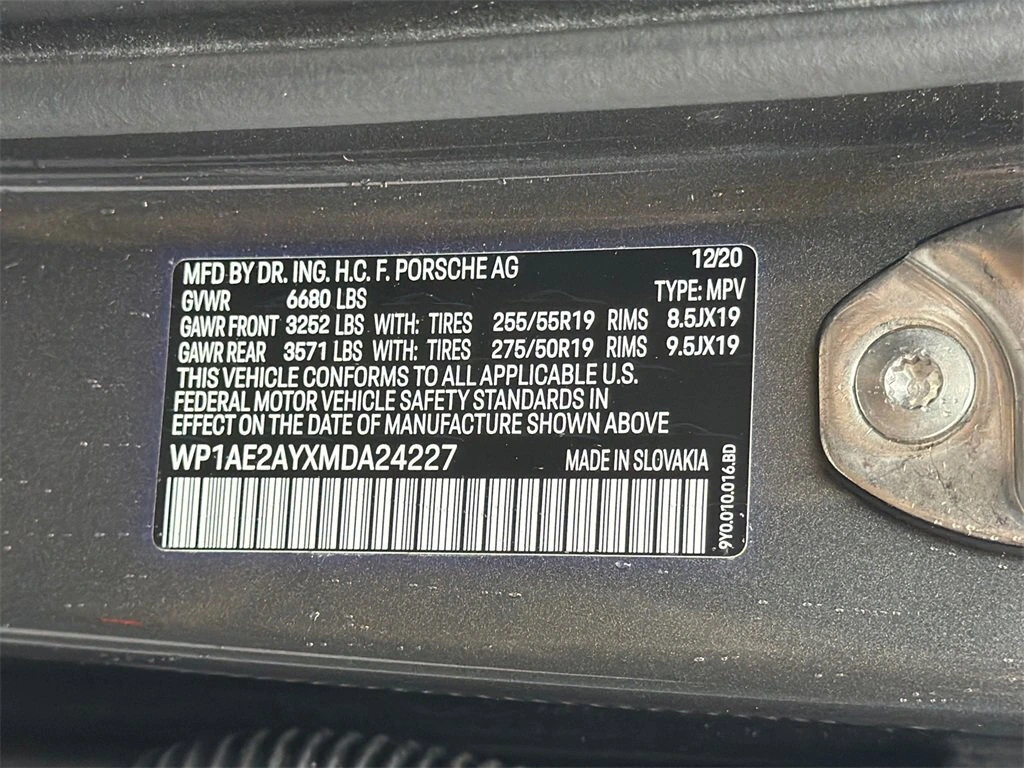 MFD BY DR. ING. H.C. F. PORSCHE AG 12/20
GVWR 6680 LBS TYPE: MPV
GAWR FRONT 3252 LBS WITH: TIRES 255/55R19 RIMS 8.5JX19
GAWR REAR 3571 LBS WITH: TIRES 275/50R19 RIMS 9.5JX19
THIS VEHICLE CONFORMS TO ALL APPLICABLE U.S.
FEDERAL MOTOR VEHICLE SAFETY STANDARDS IN
EFFECT ON THE DATE OF MANUFACTURE SHOWN ABOVE
WP1AE2AYXMDA24227 MADE IN SLOVAKIA
9Y0.010.016.BD